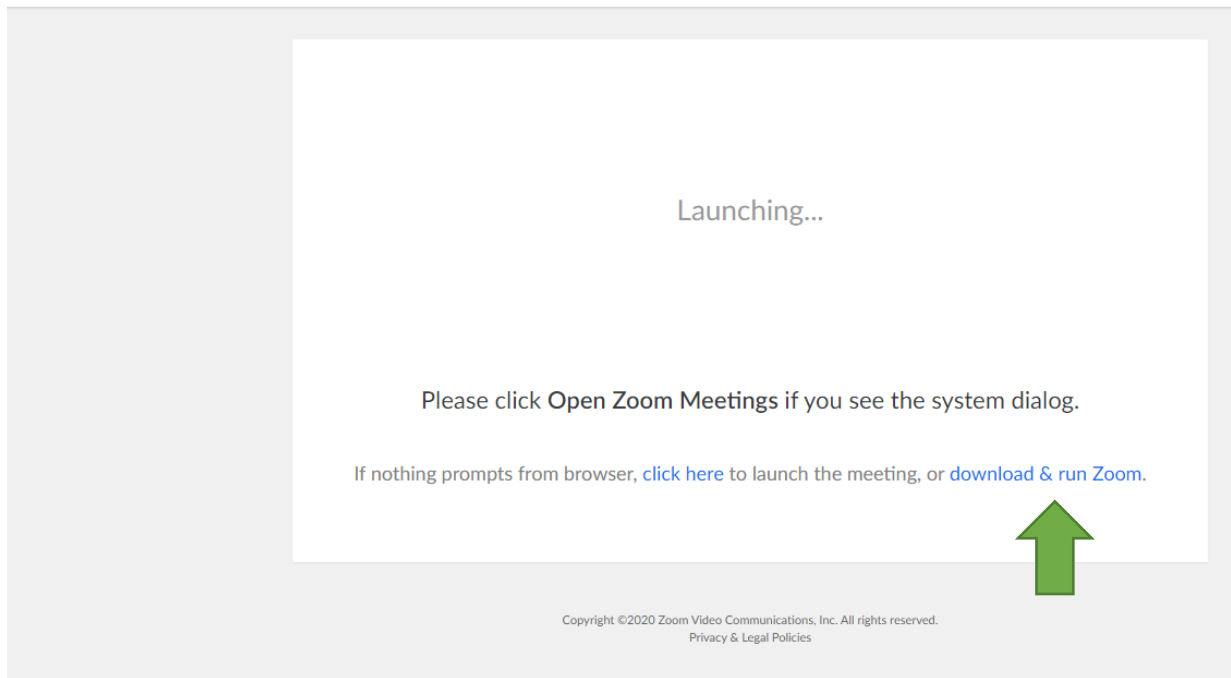 Launching...
Please click Open Zoom Meetings if you see the system dialog.
If nothing prompts from browser, click here to launch the meeting, or download & run Zoom.
Copyright ©2020 Zoom Video Communications, Inc. All rights reserved.
Privacy & Legal Policies